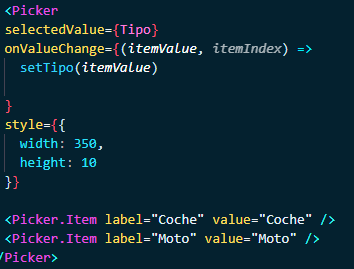 <Picker
selectedValue={Tipo}
onValueChange={(itemValue, itemIndex) =>
setTipo(itemValue)
}
style={{
width: 350,
height: 10
}}
<Picker.Item label="Coche" value="Coche" />
<Picker.Item label="Moto" value="Moto" />
/Picker>